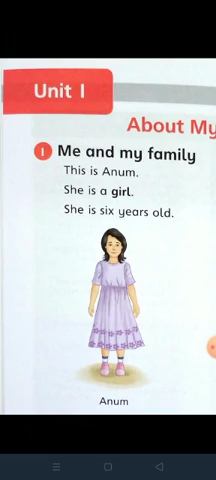 Unit 1
About My
1 Me and my family
This is Anum.
She is a girl.
She is six years old.
Anum